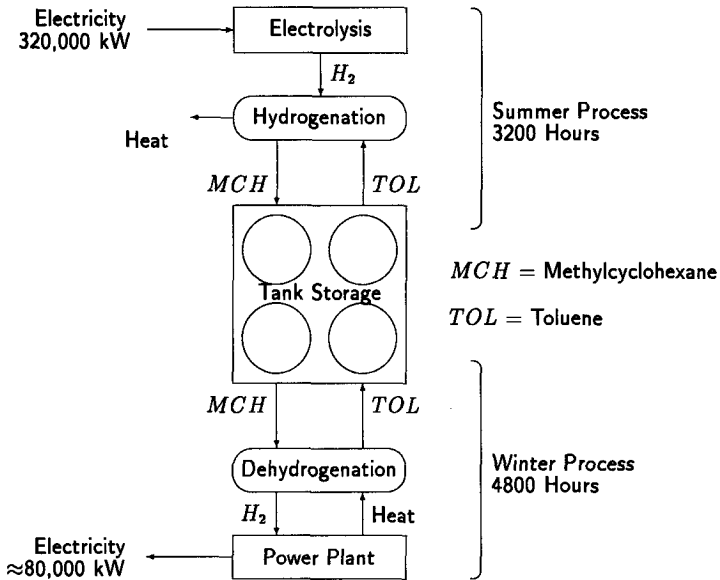 Electricity
320,000 kW
Electrolysis
H₂
Hydrogenation
Heat
Summer Process
3200 Hours
MCH
TOL
Tank Storage
MCH = Methylcyclohexane
TOL = Toluene
MCH
TOL
Dehydrogenation
Winter Process
4800 Hours
H₂
Heat
Electricity
≈80,000 kW
Power Plant